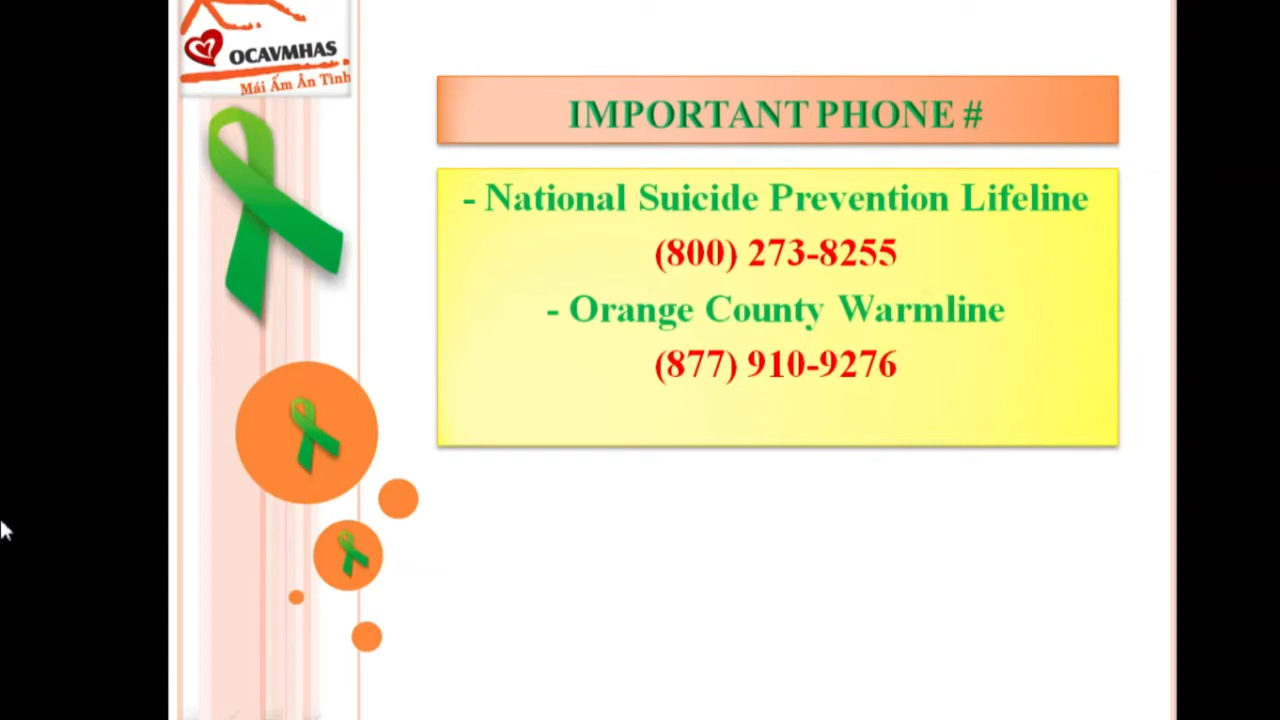 OCAVMHAS
Mái Ấm Ân Tình
IMPORTANT PHONE #
- National Suicide Prevention Lifeline
(800) 273-8255
- Orange County Warmline
(877) 910-9276